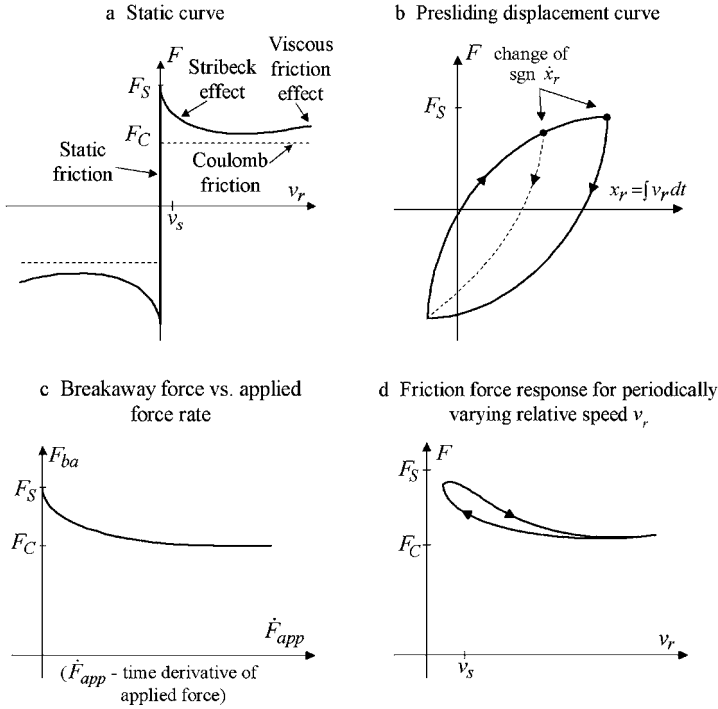 a Static curve
F
Viscous
friction
effect
Stribeck
effect
F_S
F_C
Static
friction
Coulomb
friction
v_r
v_s
b Presliding displacement curve
F
change of
sgn ẋ_r
F_S
x_r = ∫ v_r dt
c Breakaway force vs. applied
force rate
F_ba
F_S
F_C
Ḟ_app
(Ḟ_app - time derivative of
applied force)
d Friction force response for periodically
varying relative speed v_r
F
F_S
F_C
v_r
v_s